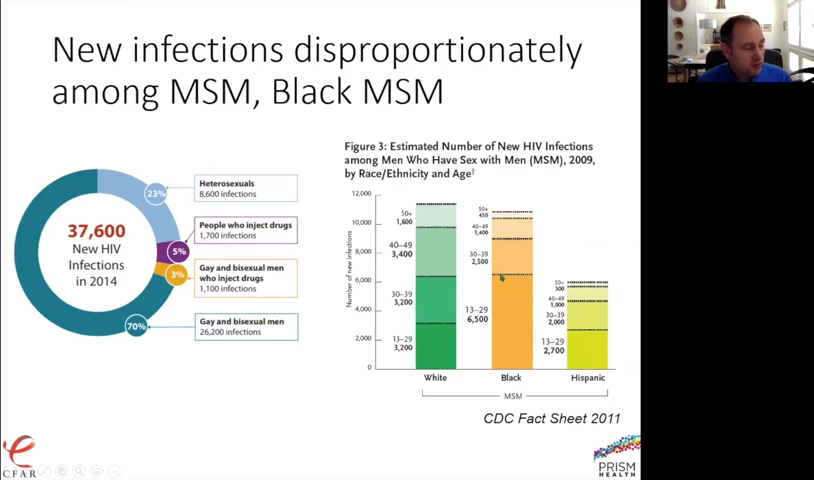 New infections disproportionately
among MSM, Black MSM
37,600
New HIV
Infections
in 2014
23%
5%
3%
70%
Heterosexuals
8,600 infections
People who inject drugs
1,700 infections
Gay and bisexual men
who inject drugs
1,100 infections
Gay and bisexual men
26,200 infections
Figure 3: Estimated Number of New HIV Infections
among Men Who Have Sex with Men (MSM), 2009,
by Race/Ethnicity and Age
Number of new infections
12,000
10,000
8,000
6,000
4,000
2,000
0
50+
1,600
40–49
3,400
30–39
3,200
13–29
3,200
White
50+
450
40–49
1,400
30–39
2,500
13–29
6,500
Black
50+
300
40–49
1,000
30–39
2,000
13–29
2,700
Hispanic
MSM
CDC Fact Sheet 2011
CFAR
PRISM
HEALTH